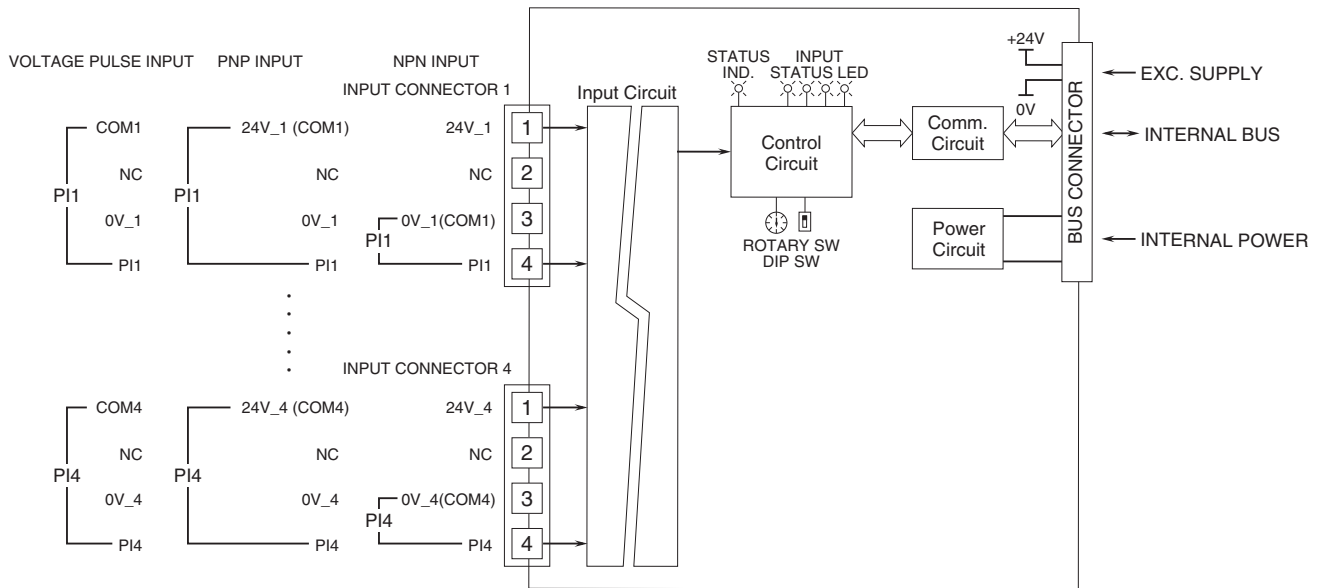 VOLTAGE PULSE INPUT
PNP INPUT
NPN INPUT
INPUT CONNECTOR 1
COM1
24V_1 (COM1)
24V_1
1
NC
NC
NC
2
PI1
PI1
0V_1
0V_1
0V_1(COM1)
3
PI1
PI1
PI1
PI1
4
INPUT CONNECTOR 4
COM4
24V_4 (COM4)
24V_4
1
NC
NC
NC
2
PI4
PI4
0V_4
0V_4
0V_4(COM4)
3
PI4
PI4
PI4
PI4
4
Input Circuit
STATUS
IND.
INPUT
STATUS LED
Control
Circuit
ROTARY SW
DIP SW
Comm.
Circuit
Power
Circuit
+24V
0V
BUS CONNECTOR
EXC. SUPPLY
INTERNAL BUS
INTERNAL POWER